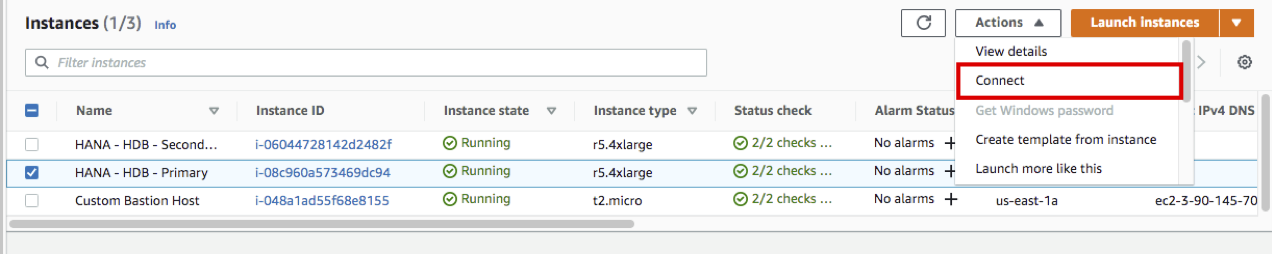 Instances (1/3) Info Actions Launch instances
Filter instances
View details
Connect
Get Windows password
Create template from instance
Launch more like this
Name Instance ID Instance state Instance type Status check Alarm Status IPv4 DNS
HANA - HDB - Second... i-06044728142d2482f Running r5.4xlarge 2/2 checks ... No alarms +
HANA - HDB - Primary i-08c960a573469dc94 Running r5.4xlarge 2/2 checks ... No alarms +
Custom Bastion Host i-048a1ad55f68e8155 Running t2.micro 2/2 checks ... No alarms + us-east-1a ec2-3-90-145-70